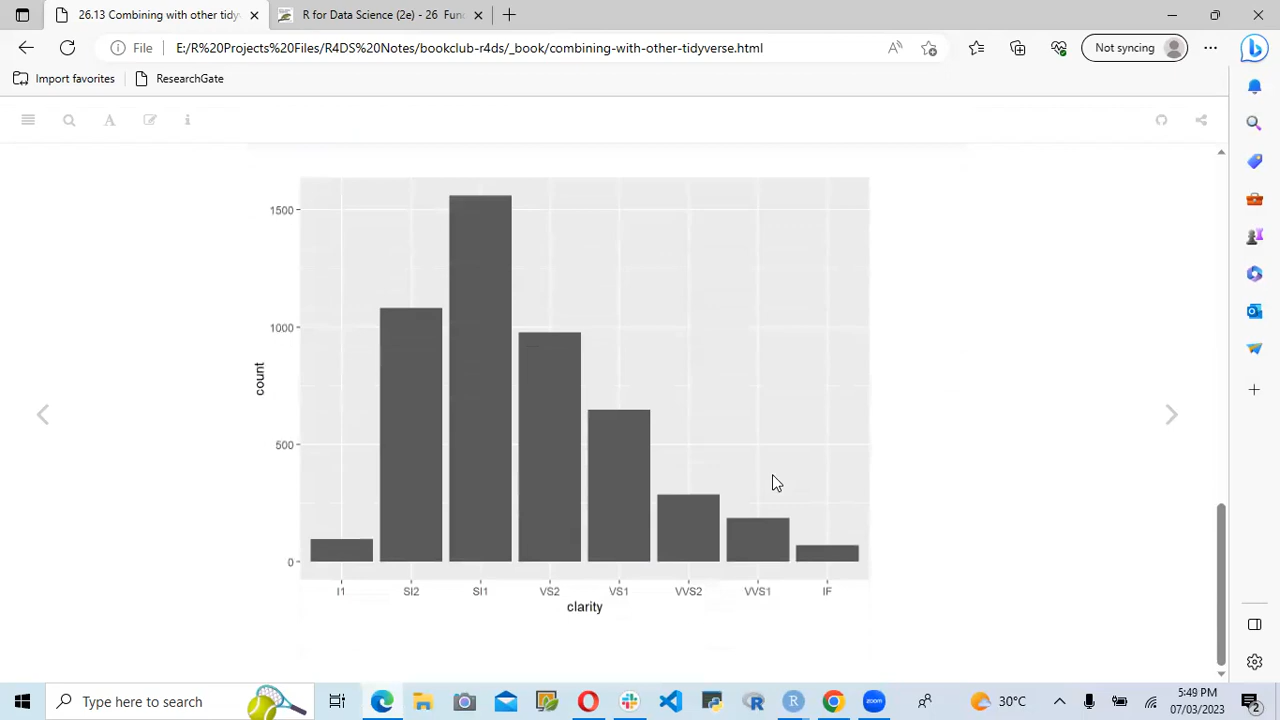 26.13 Combining with other tidy
R for Data Science (2e) - 26 Fun
File
E:/R%20Projects%20Files/R4DS%20Notes/bookclub-r4ds/_book/combining-with-other-tidyverse.html
Not syncing
Import favorites
ResearchGate
1500
1000
500
0
count
I1
SI2
SI1
VS2
VS1
VVS2
VVS1
IF
clarity
Type here to search
30°C
5:49 PM
07/03/2023
2